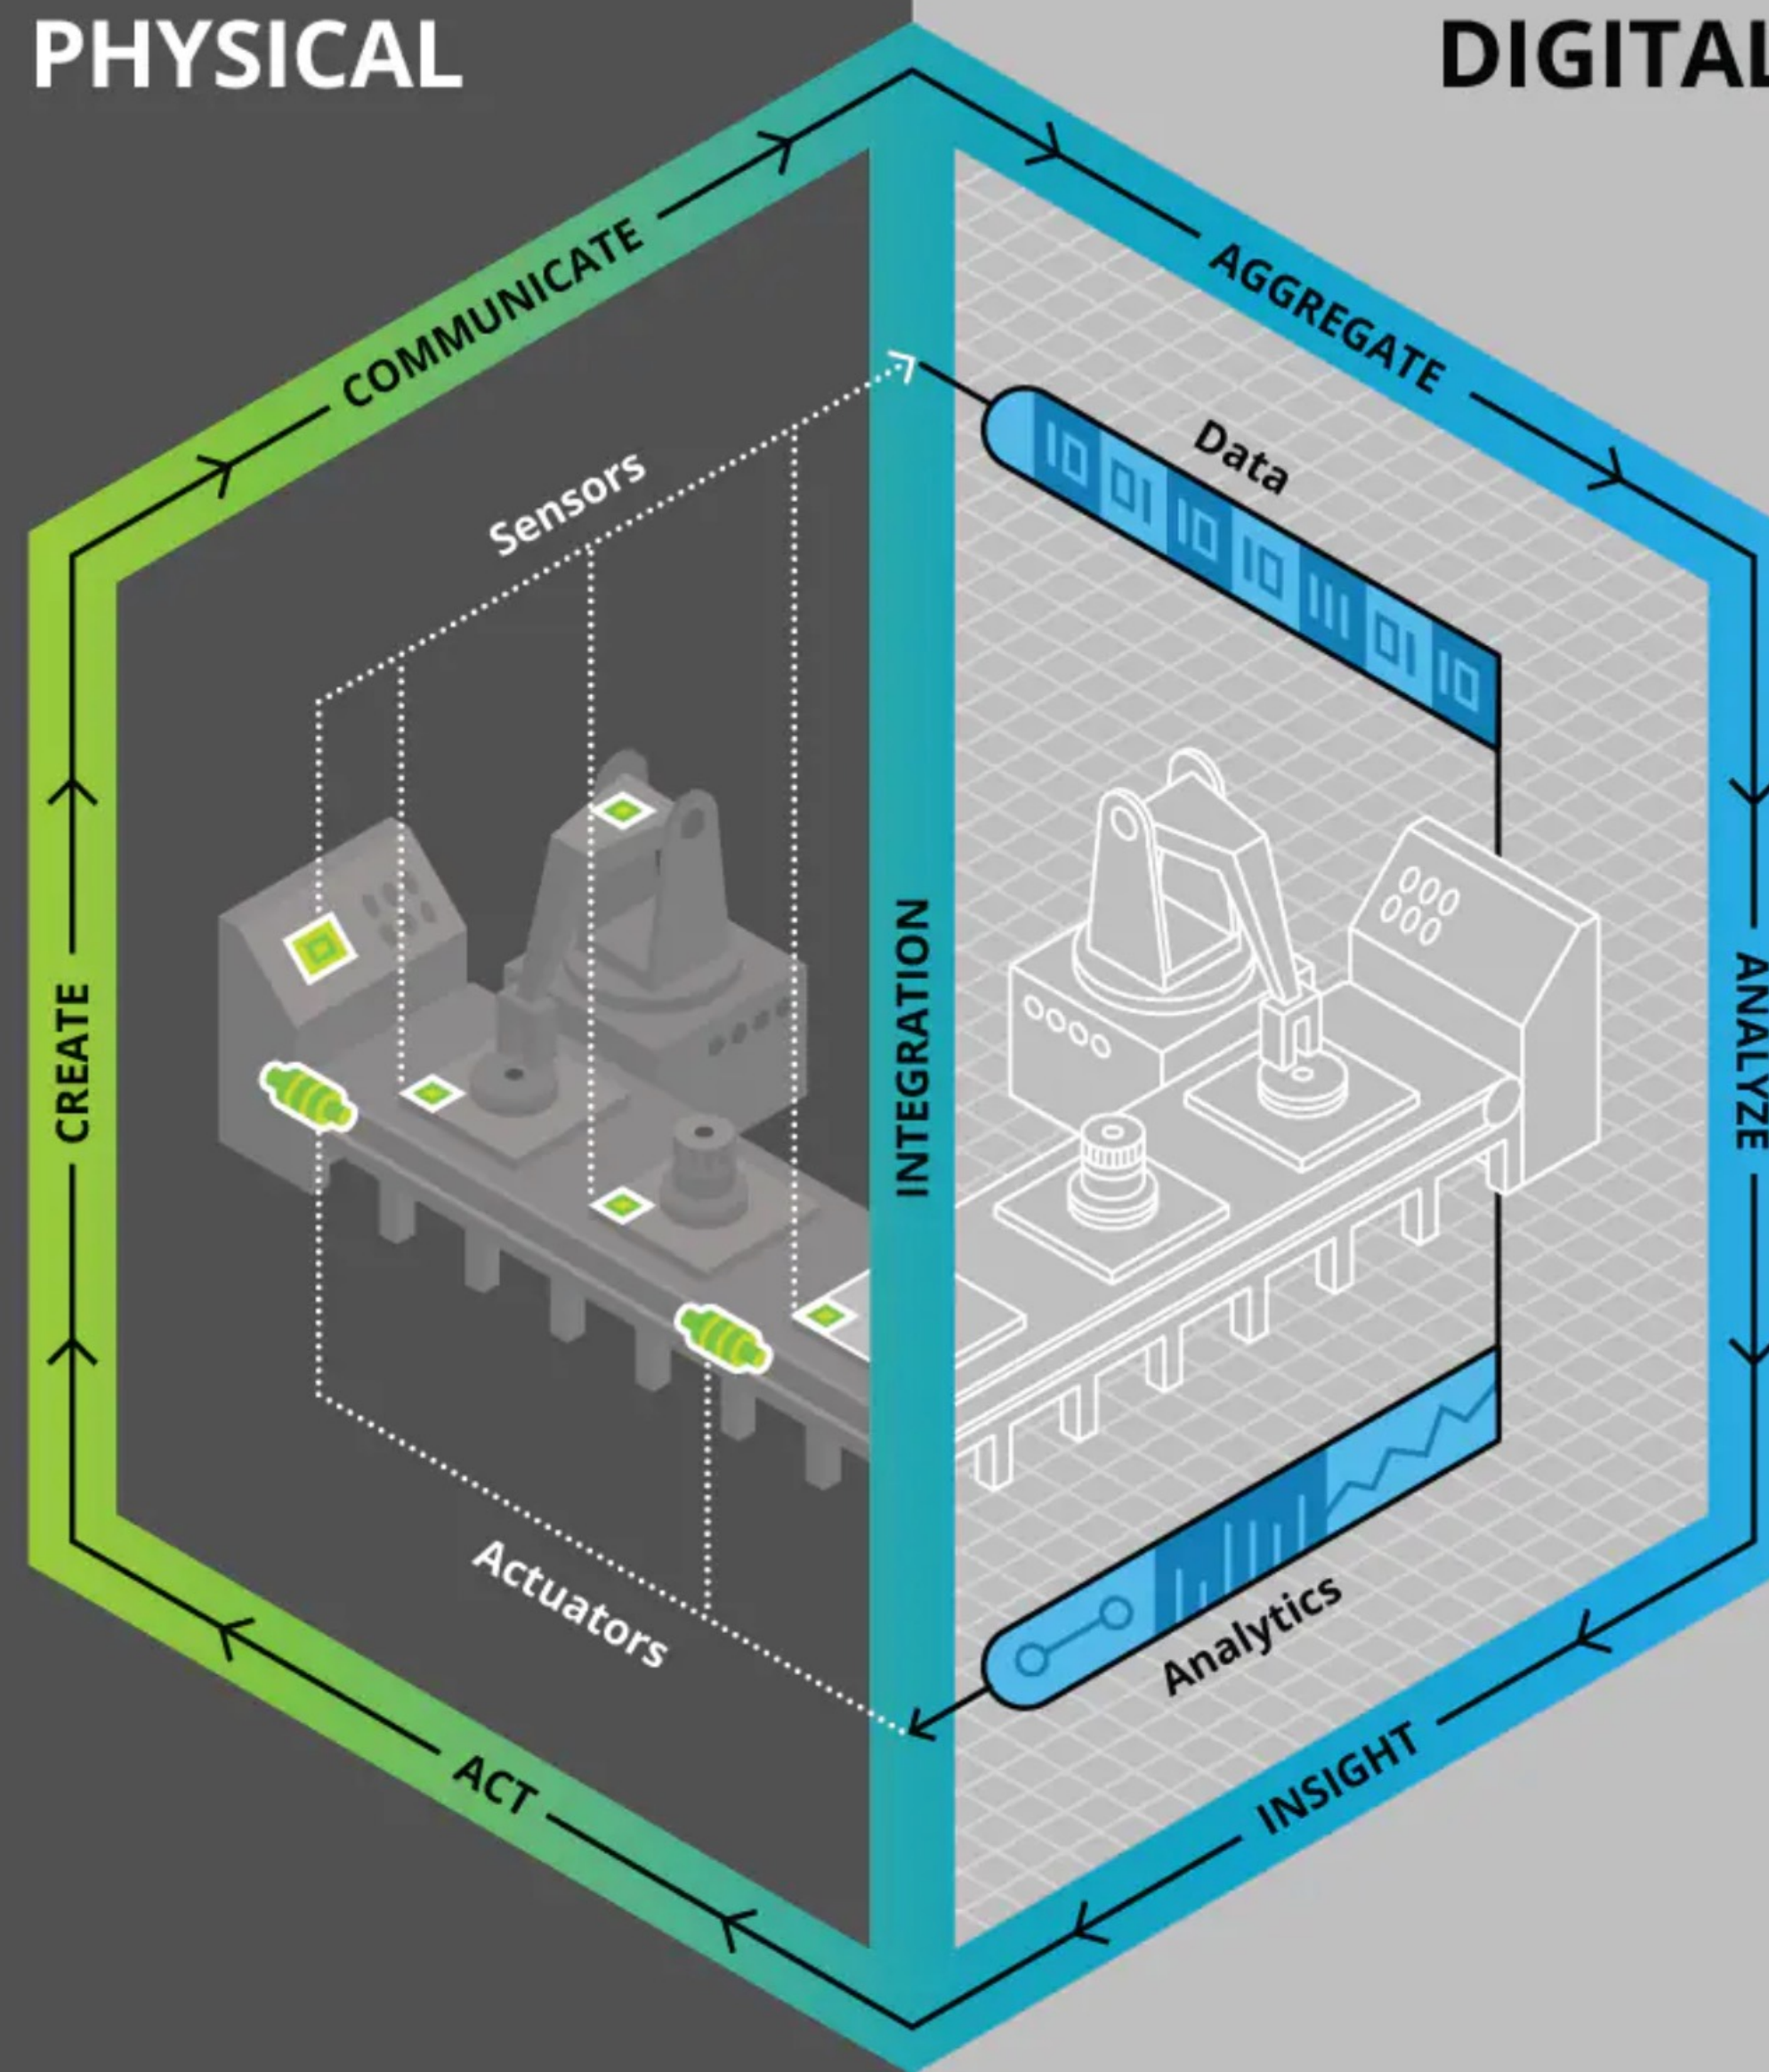 PHYSICAL
DIGITAL
COMMUNICATE
AGGREGATE
Sensors
Data
10
01
10
10
111
01
10
CREATE
INTEGRATION
ANALYZE
Actuators
Analytics
ACT
INSIGHT